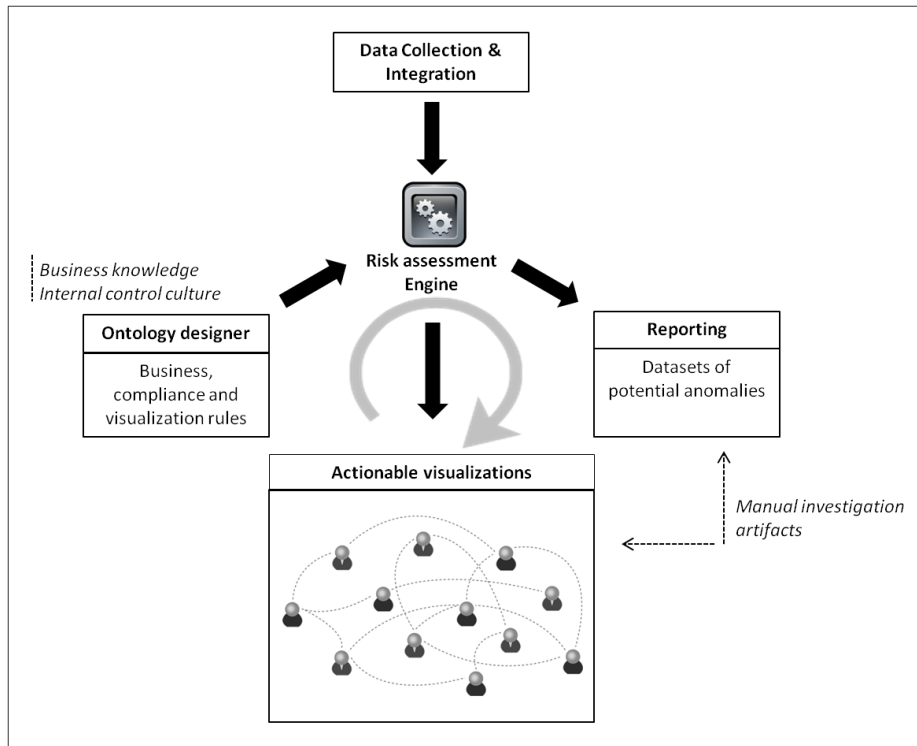 Data Collection &
Integration
Risk assessment
Engine
Business knowledge
Internal control culture
Ontology designer
Business,
compliance and
visualization rules
Reporting
Datasets of
potential anomalies
Actionable visualizations
Manual investigation
artifacts